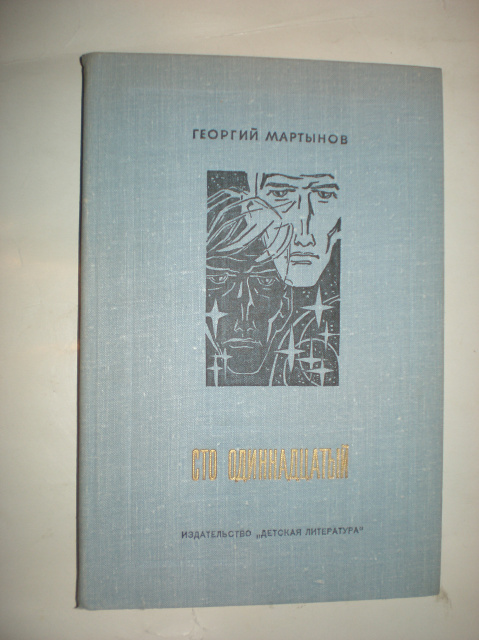 ГЕОРГИЙ МАРТЫНОВ
СТО ОДИННАДЦАТЫЙ
ИЗДАТЕЛЬСТВО „ДЕТСКАЯ ЛИТЕРАТУРА“